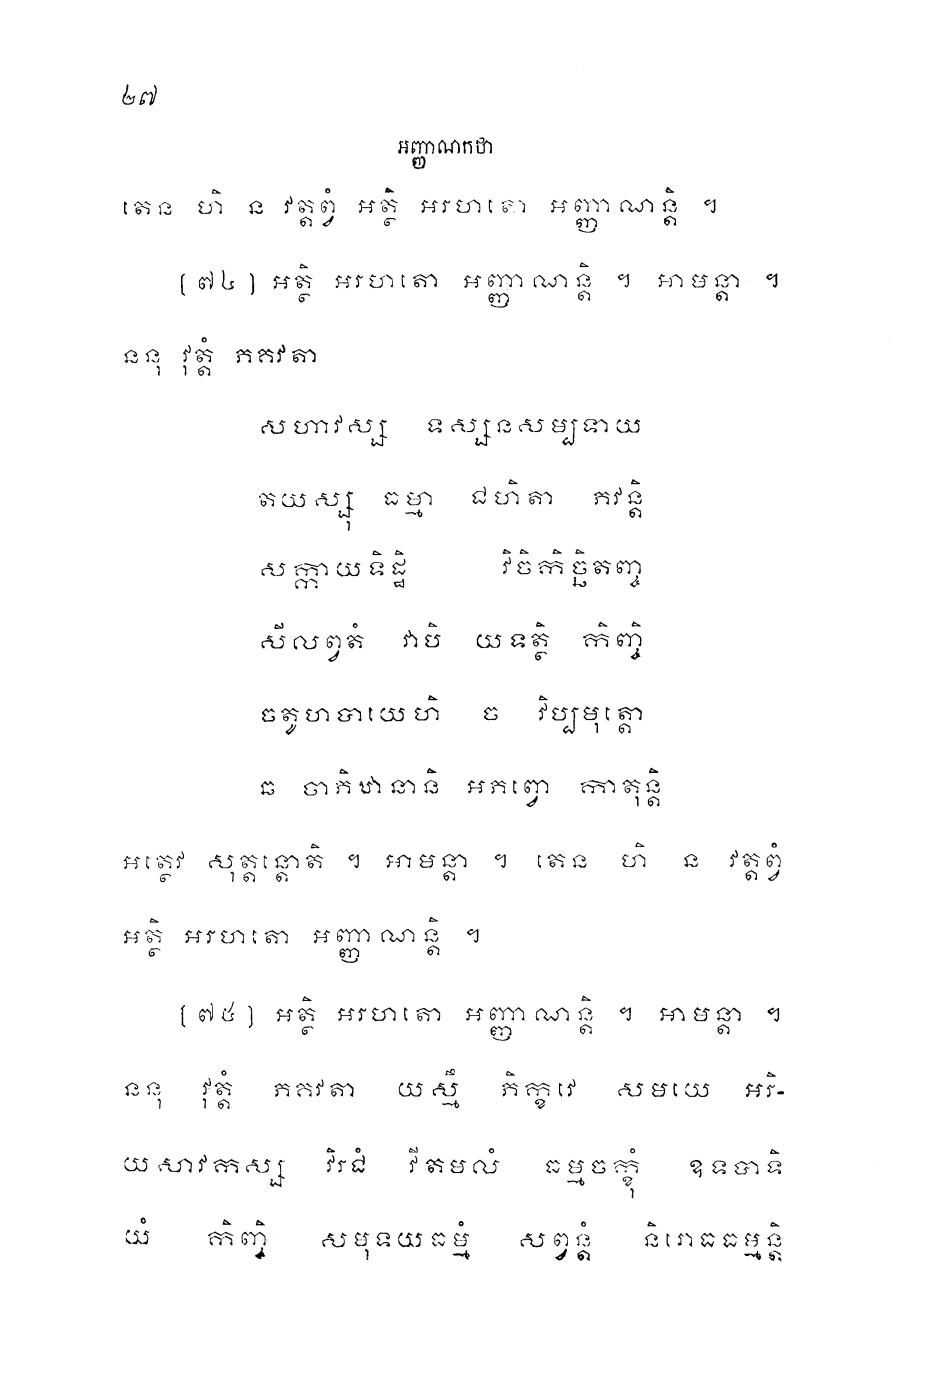 ២៧
អញ្ញាណកថា
តេន ហិ ន វត្តព្វំ អត្ថិ អរហតោ អញ្ញាណន្តិ ។
(៧៤) អត្ថិ អរហតោ អញ្ញាណន្តិ ។ អាមន្តា ។
ននុ វុត្តំ ភគវតា
សហាវស្ស ទស្សនសម្បទាយ
តយស្សុ ធម្មា ជហិតា ភវន្តិ
សក្កាយទិដ្ឋិ វិចិកិច្ឆិតញ្ច
សីលព្វតំ វាបិ យទត្ថិ កិញ្ចិ
ចតូហបាយេហិ ច វិប្បមុត្តោ
ឆ ចាភិឋានានិ អភព្វោ កាតុន្តិ
អត្ថេវ សុត្តន្តោតិ ។ អាមន្តា ។ តេន ហិ ន វត្តព្វំ
អត្ថិ អរហតោ អញ្ញាណន្តិ ។
(៧៥) អត្ថិ អរហតោ អញ្ញាណន្តិ ។ អាមន្តា ។
ននុ វុត្តំ ភគវតា យស្មឹ ភិក្ខវេ សមយេ អរិ-
យសាវកស្ស វិរជំ វីតមលំ ធម្មចក្ខុំ ឧទបាទិ
យំ កិញ្ចិ សមុទយធម្មំ សព្វន្តំ និរោធធម្មន្តិ